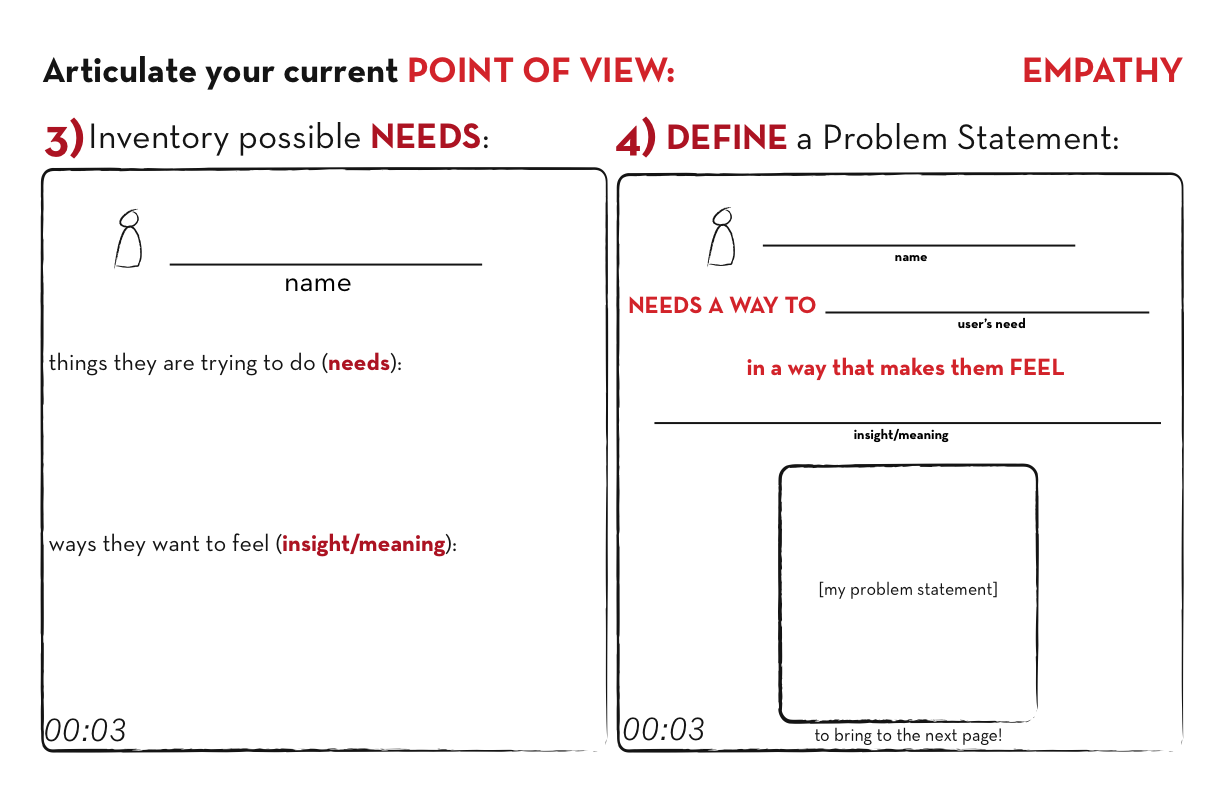 Articulate your current POINT OF VIEW:
EMPATHY
3) Inventory possible NEEDS:
name
things they are trying to do (needs):
ways they want to feel (insight/meaning):
00:03
4) DEFINE a Problem Statement:
name
NEEDS A WAY TO
user's need
in a way that makes them FEEL
insight/meaning
[my problem statement]
00:03
to bring to the next page!